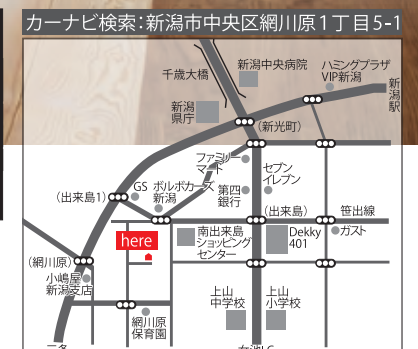 カーナビ検索：新潟市中央区網川原1丁目5-1
新潟中央病院
ハミングプラザ
VIP新潟
千歳大橋
新潟駅
新潟
県庁
（新光町）
ファミリー
マート
セブン
イレブン
GS
ボルボカーズ
新潟
第四
銀行
（出来島1）
（出来島）
笹出線
here
南出来島
ショッピング
センター
Dekky
401
ガスト
（網川原）
小嶋屋
新潟支店
上山
中学校
上山
小学校
網川原
保育園